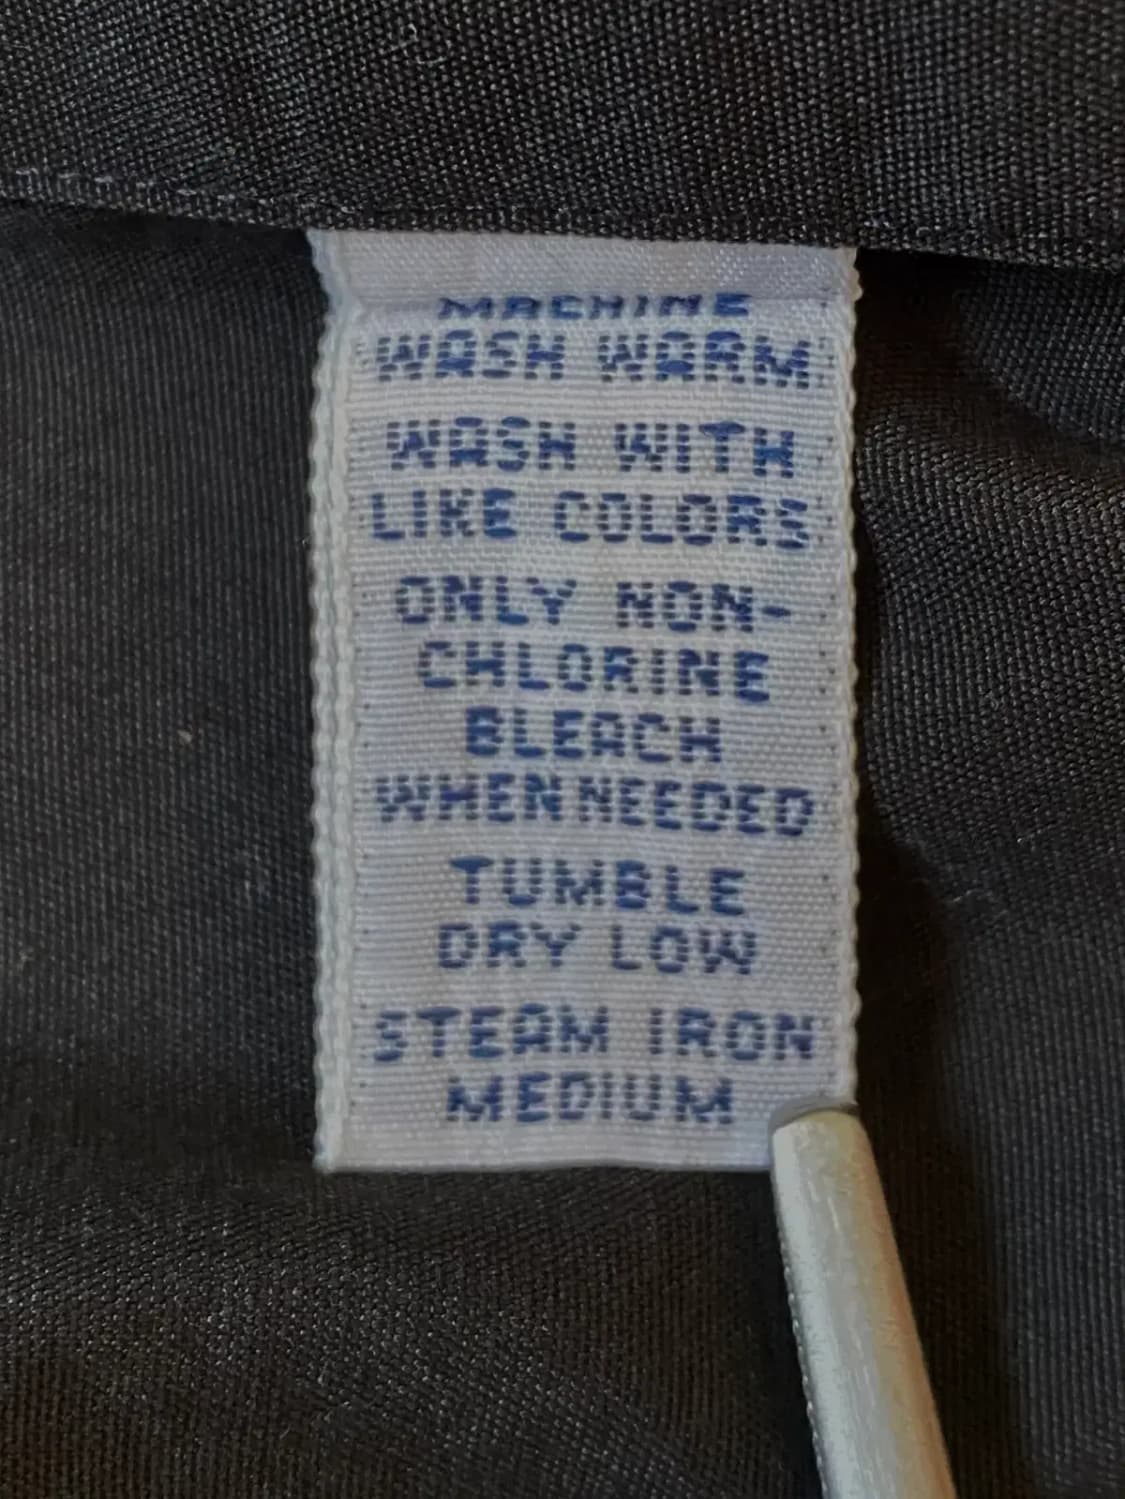 MACHINE
WASH WARM
WASH WITH
LIKE COLORS
ONLY NON-
CHLORINE
BLEACH
WHEN NEEDED
TUMBLE
DRY LOW
STEAM IRON
MEDIUM